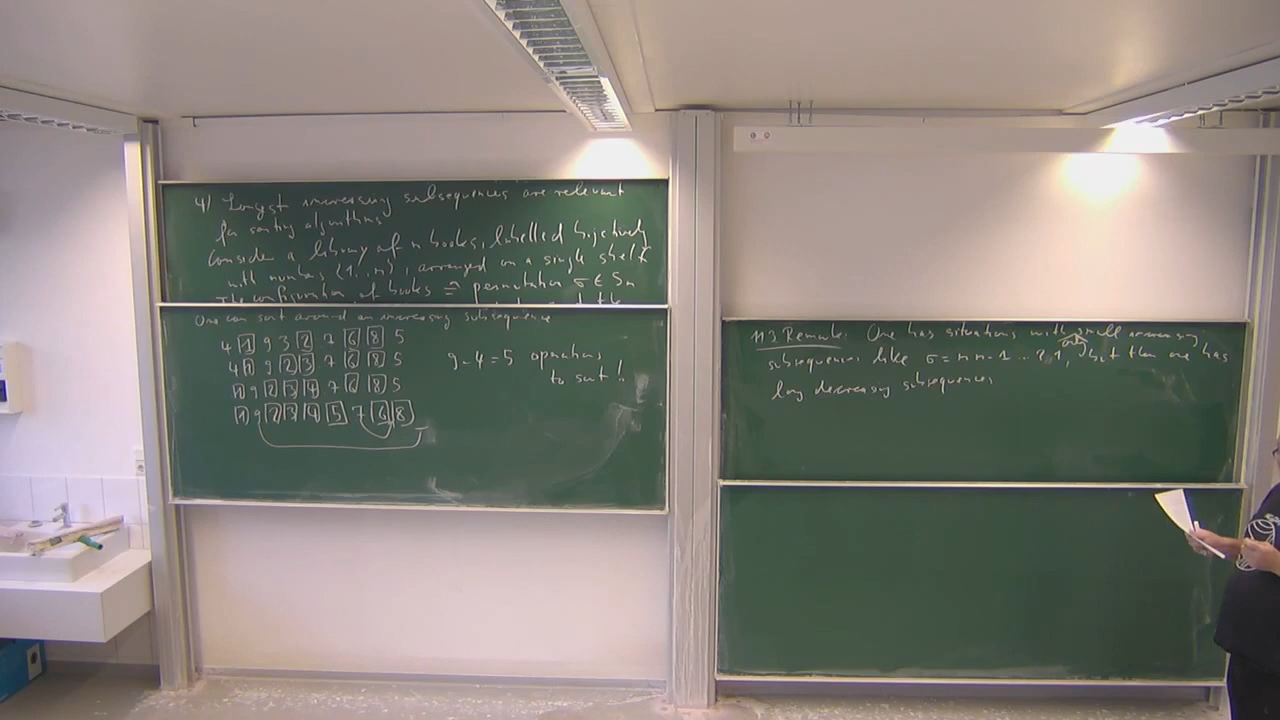 4) Longest increasing subsequences are relevant
for sorting algorithms
Consider a library of n books, labelled bijectively
with numbers {1...n}, arranged on a single shelf
The configuration of books ≙ permutation σ ∈ Sn
One can sort around an increasing subsequence
4 1 9 3 2 7 6 8 5
4 1 9 2 3 7 6 8 5
1 9 2 3 4 7 6 8 5
1 9 2 3 4 5 7 6 8
9-4=5 operations
to sort!
11.3 Remark. One has situations with small increasing
subsequences like σ = n n-1 ... 2 1, but then one has
long decreasing subsequences